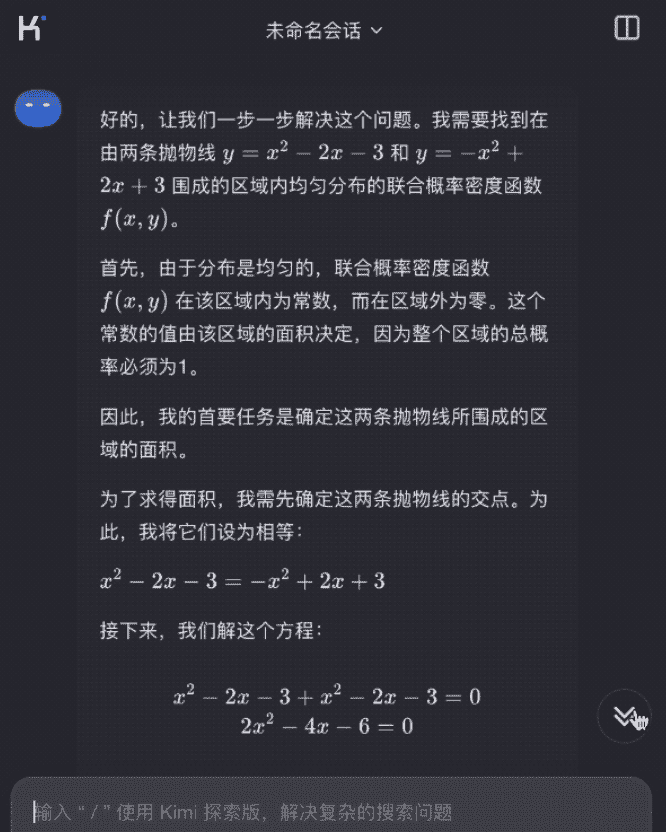 未命名会话
好的，让我们一步一步解决这个问题。我需要找到在
由两条抛物线 y = x² − 2x − 3 和 y = −x² +
2x + 3 围成的区域内均匀分布的联合概率密度函数
f(x, y)。
首先，由于分布是均匀的，联合概率密度函数
f(x, y) 在该区域内为常数，而在区域外为零。这个
常数的值由该区域的面积决定，因为整个区域的总概
率必须为1。
因此，我的首要任务是确定这两条抛物线所围成的区
域的面积。
为了求得面积，我需先确定这两条抛物线的交点。为
此，我将它们设为相等：
x² − 2x − 3 = −x² + 2x + 3
接下来，我们解这个方程：
x² − 2x − 3 + x² − 2x − 3 = 0
2x² − 4x − 6 = 0
输入 “ / ” 使用 Kimi 探索版，解决复杂的搜索问题